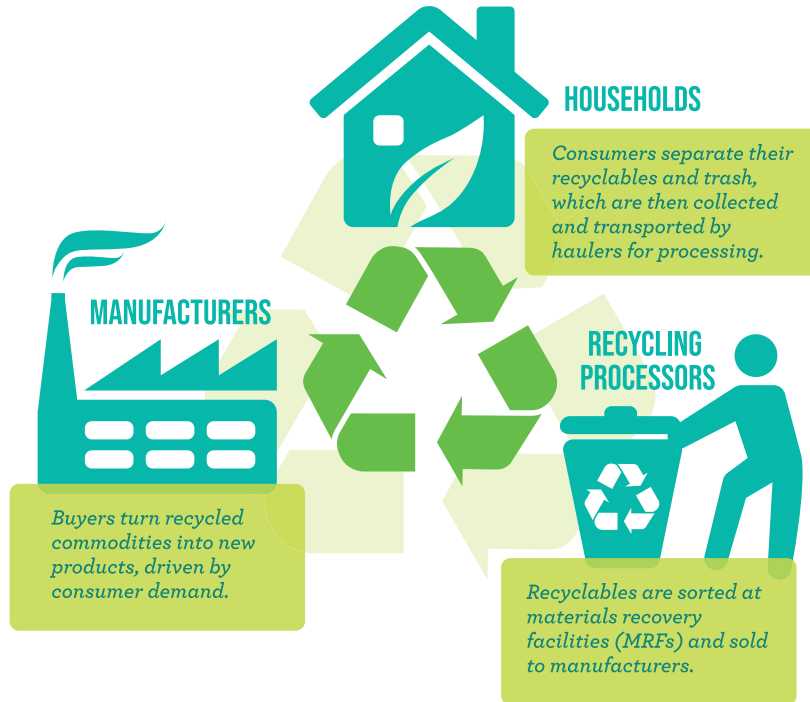 HOUSEHOLDS
Consumers separate their
recyclables and trash,
which are then collected
and transported by
haulers for processing.
MANUFACTURERS
Buyers turn recycled
commodities into new
products, driven by
consumer demand.
RECYCLING
PROCESSORS
Recyclables are sorted at
materials recovery
facilities (MRFs) and sold
to manufacturers.